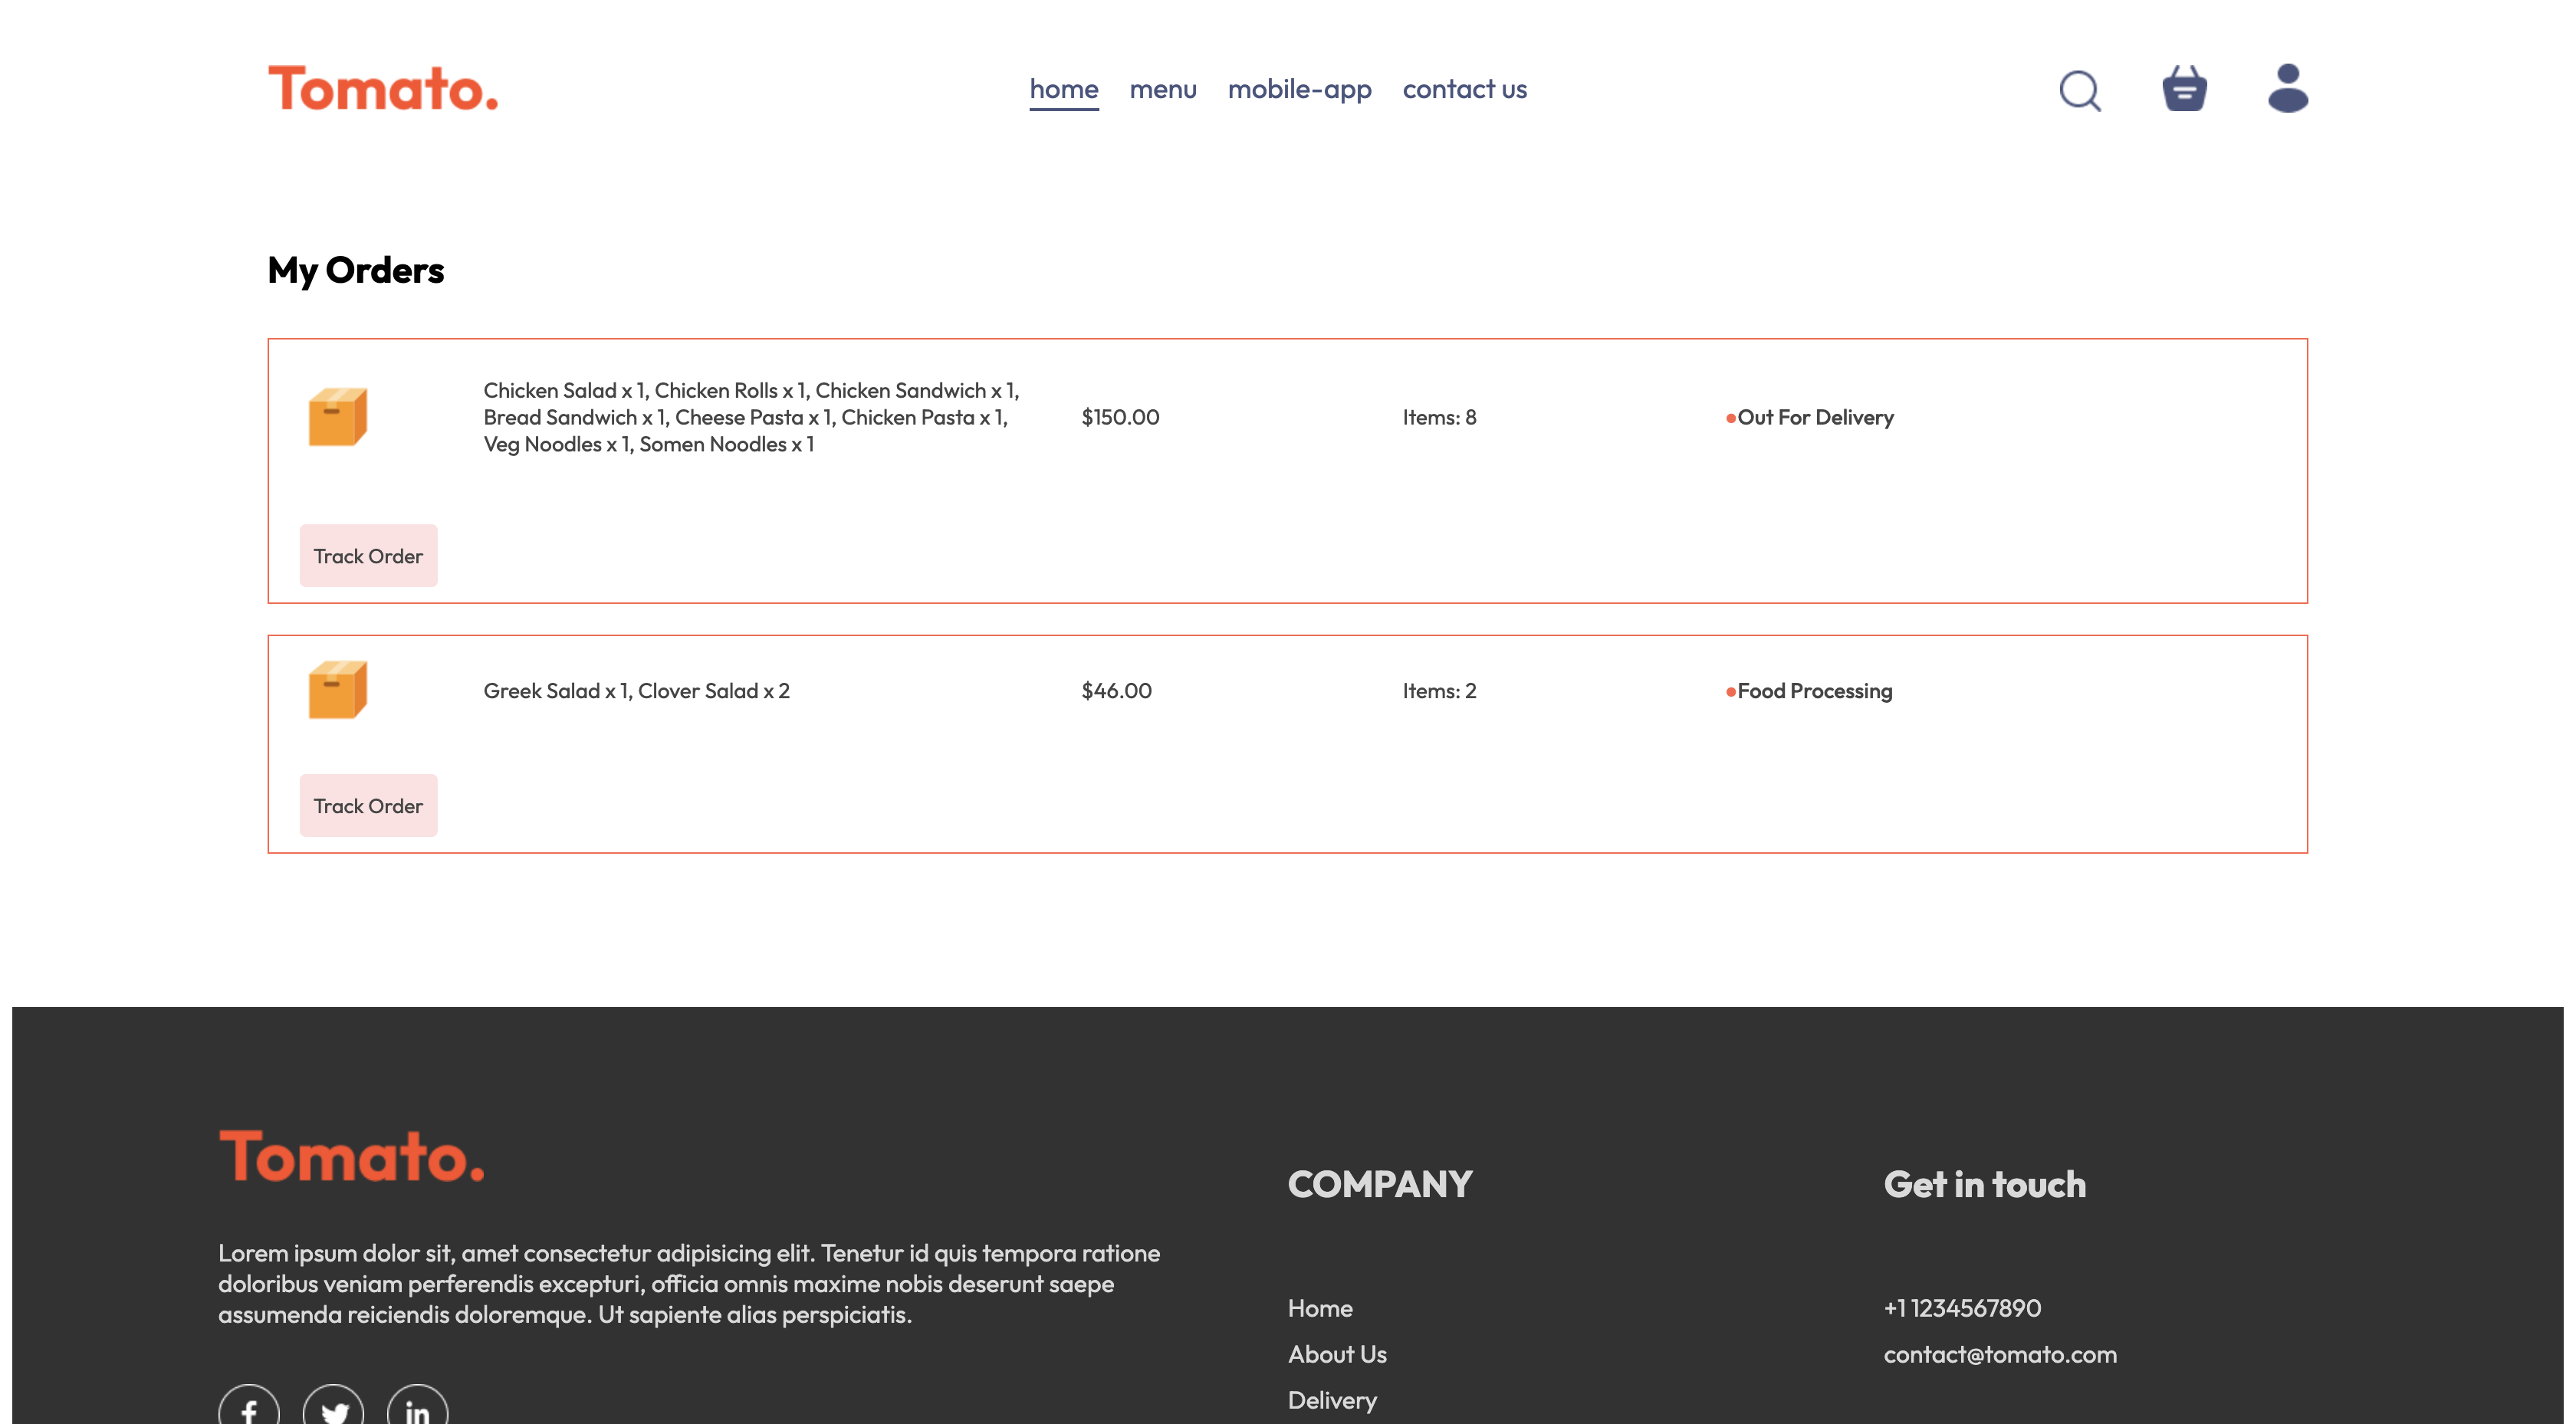 Tomato.
home menu mobile-app contact us
My Orders
Chicken Salad x 1, Chicken Rolls x 1, Chicken Sandwich x 1,
Bread Sandwich x 1, Cheese Pasta x 1, Chicken Pasta x 1,
Veg Noodles x 1, Somen Noodles x 1
$150.00
Items: 8
Out For Delivery
Track Order
Greek Salad x 1, Clover Salad x 2
$46.00
Items: 2
Food Processing
Track Order
Tomato.
Lorem ipsum dolor sit, amet consectetur adipisicing elit. Tenetur id quis tempora ratione
doloribus veniam perferendis excepturi, officia omnis maxime nobis deserunt saepe
assumenda reiciendis doloremque. Ut sapiente alias perspiciatis.
f
in
COMPANY
Home
About Us
Delivery
Get in touch
+1 1234567890
contact@tomato.com